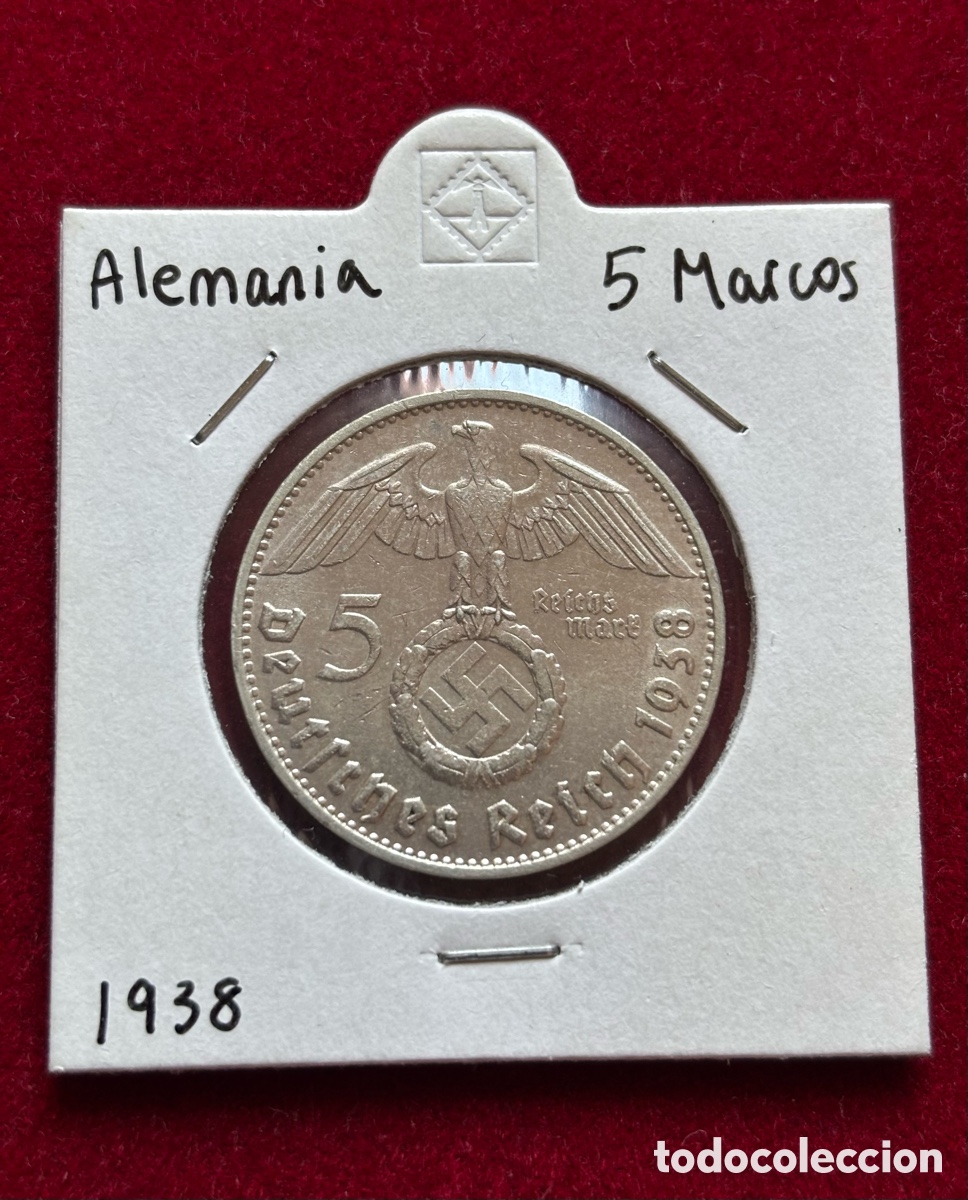 Alemania 5 Marcos
5 Reichs
mark
Deutsches Reich 1938
1938
todocoleccion